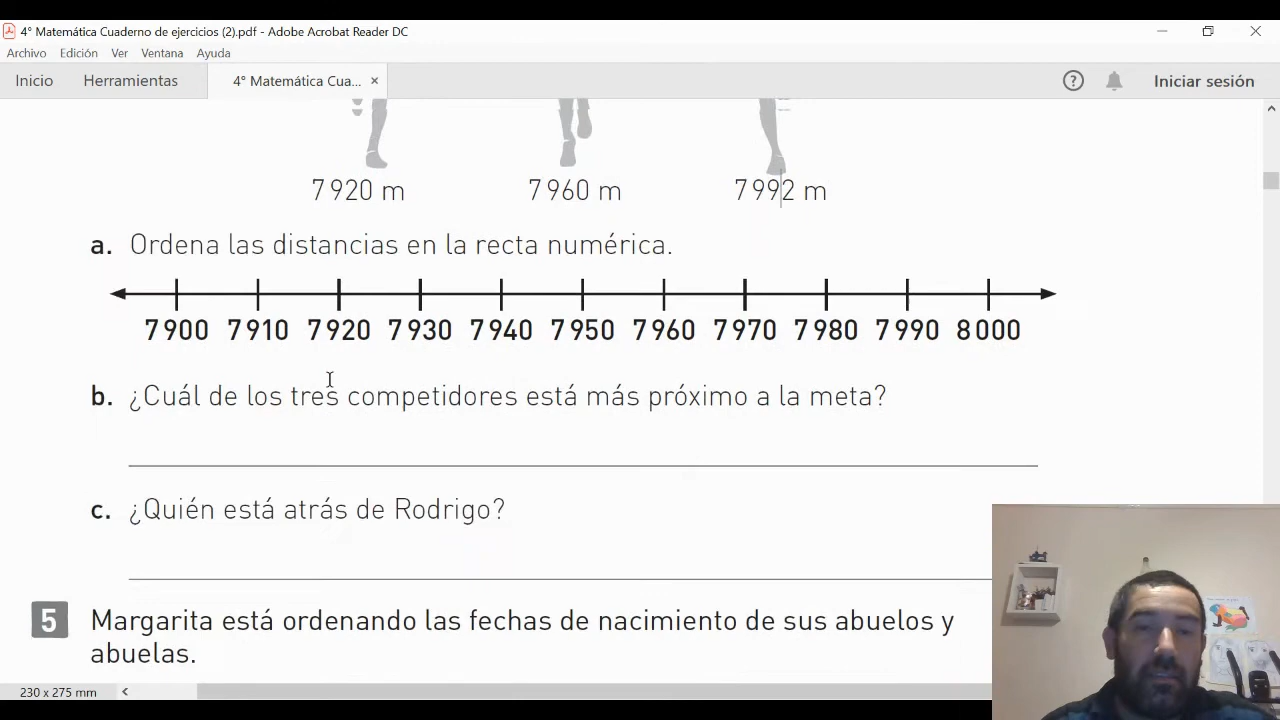 4° Matemática Cuaderno de ejercicios (2).pdf - Adobe Acrobat Reader DC
Archivo Edición Ver Ventana Ayuda
Inicio Herramientas 4° Matemática Cua... × ? Iniciar sesión
7 920 m 7 960 m 7 992 m
a. Ordena las distancias en la recta numérica.
7 900 7 910 7 920 7 930 7 940 7 950 7 960 7 970 7 980 7 990 8 000
b. ¿Cuál de los tres competidores está más próximo a la meta?
c. ¿Quién está atrás de Rodrigo?
5 Margarita está ordenando las fechas de nacimiento de sus abuelos y
abuelas.
230 x 275 mm